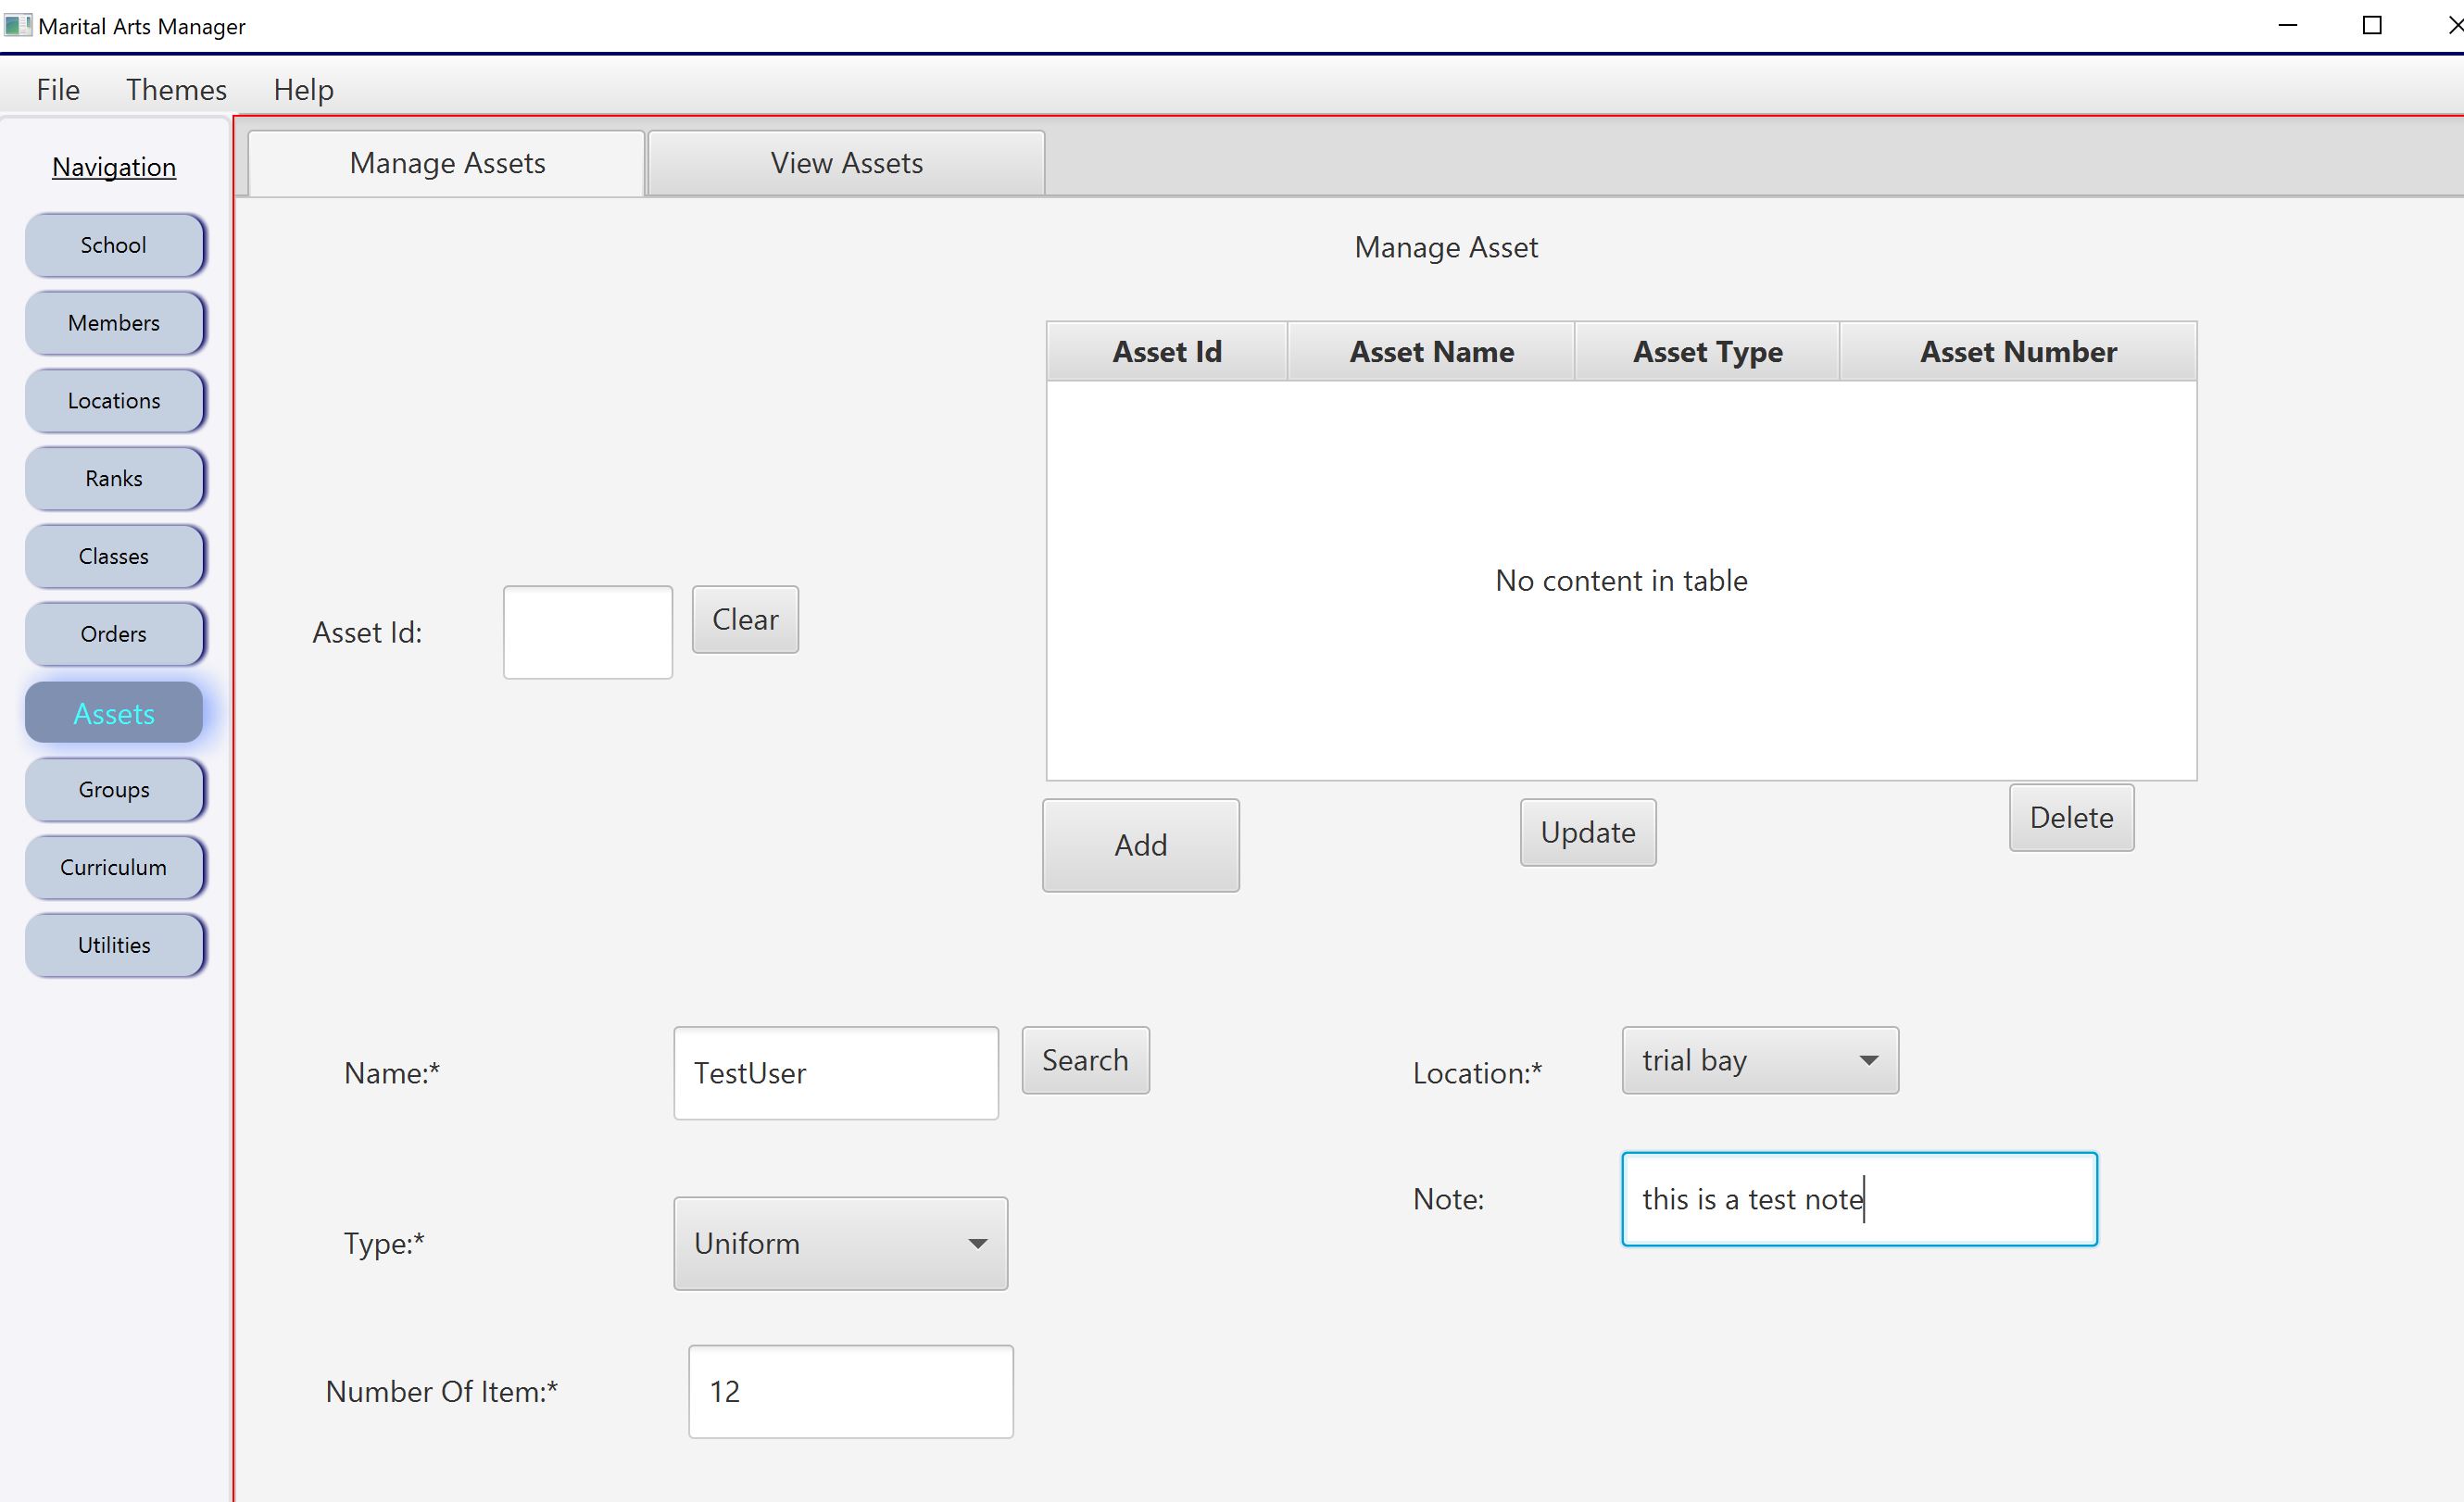 Marital Arts Manager
File Themes Help
Navigation
School
Members
Locations
Ranks
Classes
Orders
Assets
Groups
Curriculum
Utilities
Manage Assets View Assets
Manage Asset
Asset Id Asset Name Asset Type Asset Number
No content in table
Asset Id: Clear
Add Update Delete
Name:* TestUser Search Location:* trial bay
Note: this is a test note
Type:* Uniform
Number Of Item:* 12